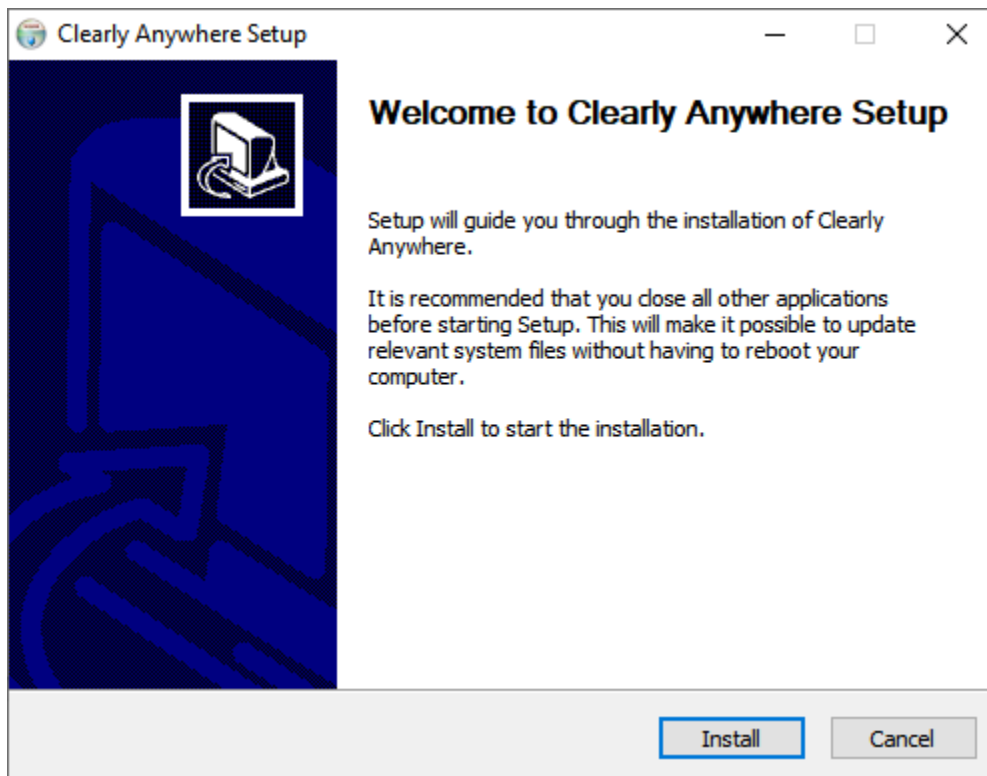 Clearly Anywhere Setup
Welcome to Clearly Anywhere Setup
Setup will guide you through the installation of Clearly
Anywhere.
It is recommended that you close all other applications
before starting Setup. This will make it possible to update
relevant system files without having to reboot your
computer.
Click Install to start the installation.
Install Cancel